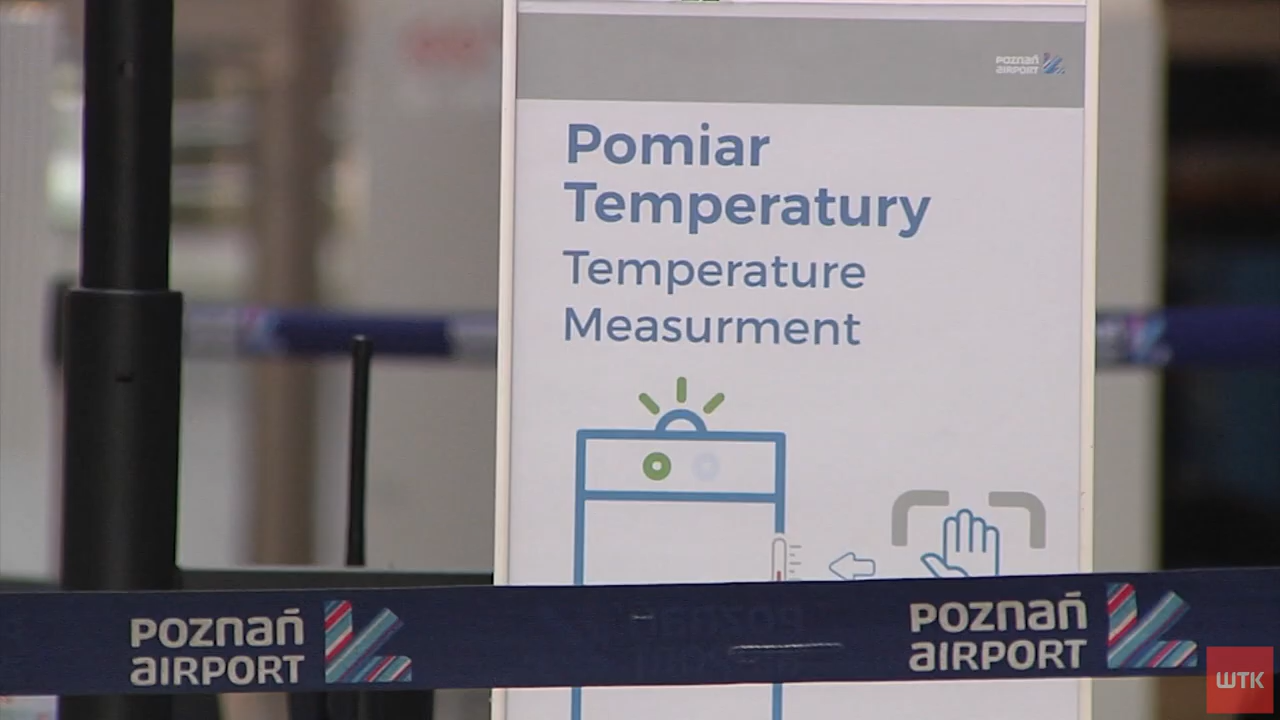 POZNAŃ
AIRPORT
Pomiar
Temperatury
Temperature
Measurment
POZNAŃ
AIRPORT
POZNAŃ
AIRPORT
WTK